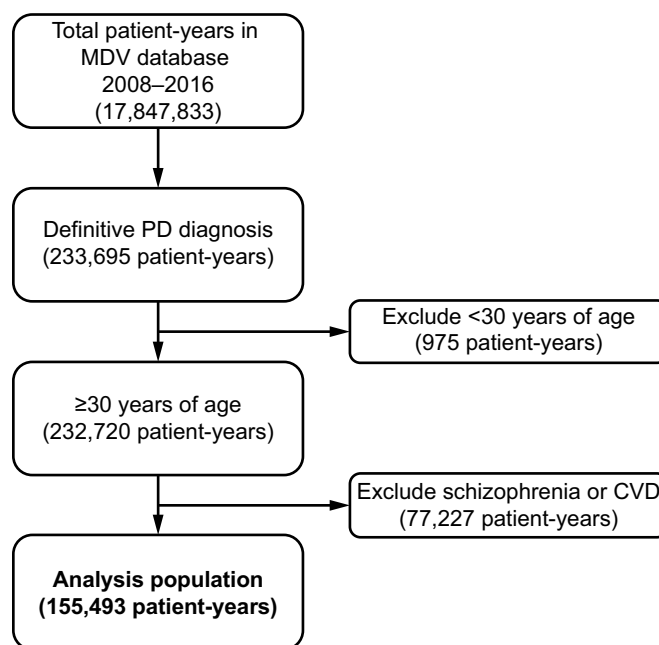 Total patient-years in
MDV database
2008–2016
(17,847,833)
Definitive PD diagnosis
(233,695 patient-years)
Exclude <30 years of age
(975 patient-years)
≥30 years of age
(232,720 patient-years)
Exclude schizophrenia or CVD
(77,227 patient-years)
Analysis population
(155,493 patient-years)